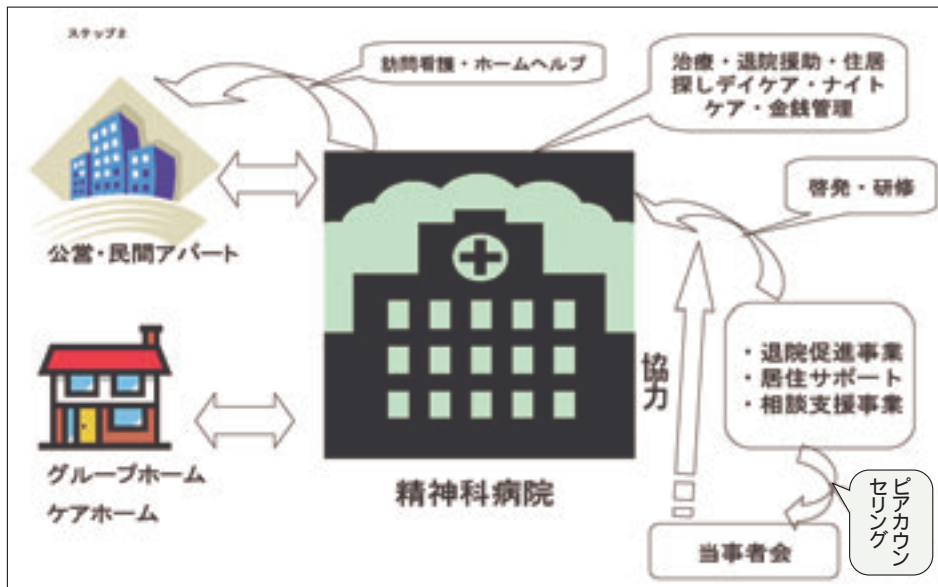 ステップ2
訪問看護・ホームヘルプ
治療・退院援助・住居
探しデイケア・ナイト
ケア・金銭管理
啓発・研修
公営・民間アパート
協力
・退院促進事業
・居住サポート
・相談支援事業
グループホーム
ケアホーム
精神科病院
ピアカウン
セリング
当事者会